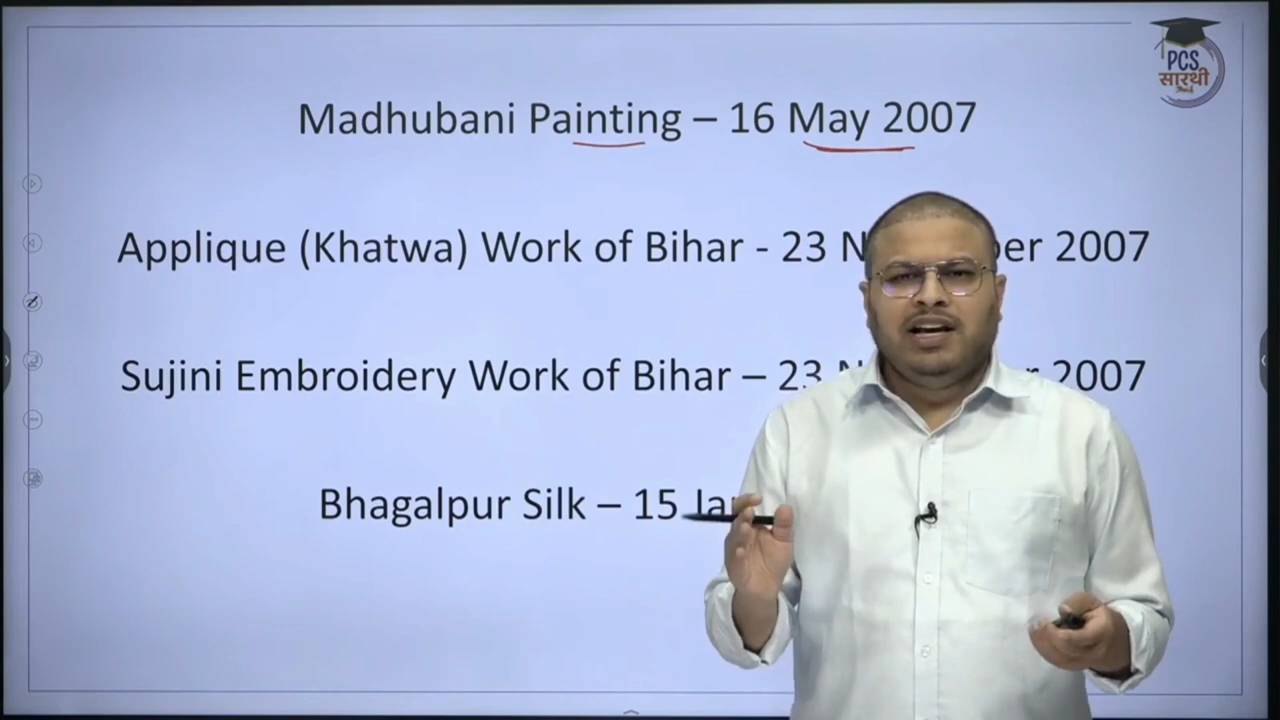 PCS
सारथी
Madhubani Painting – 16 May 2007
Applique (Khatwa) Work of Bihar - 23 2007
Sujini Embroidery Work of Bihar – 23 2007
Bhagalpur Silk – 15